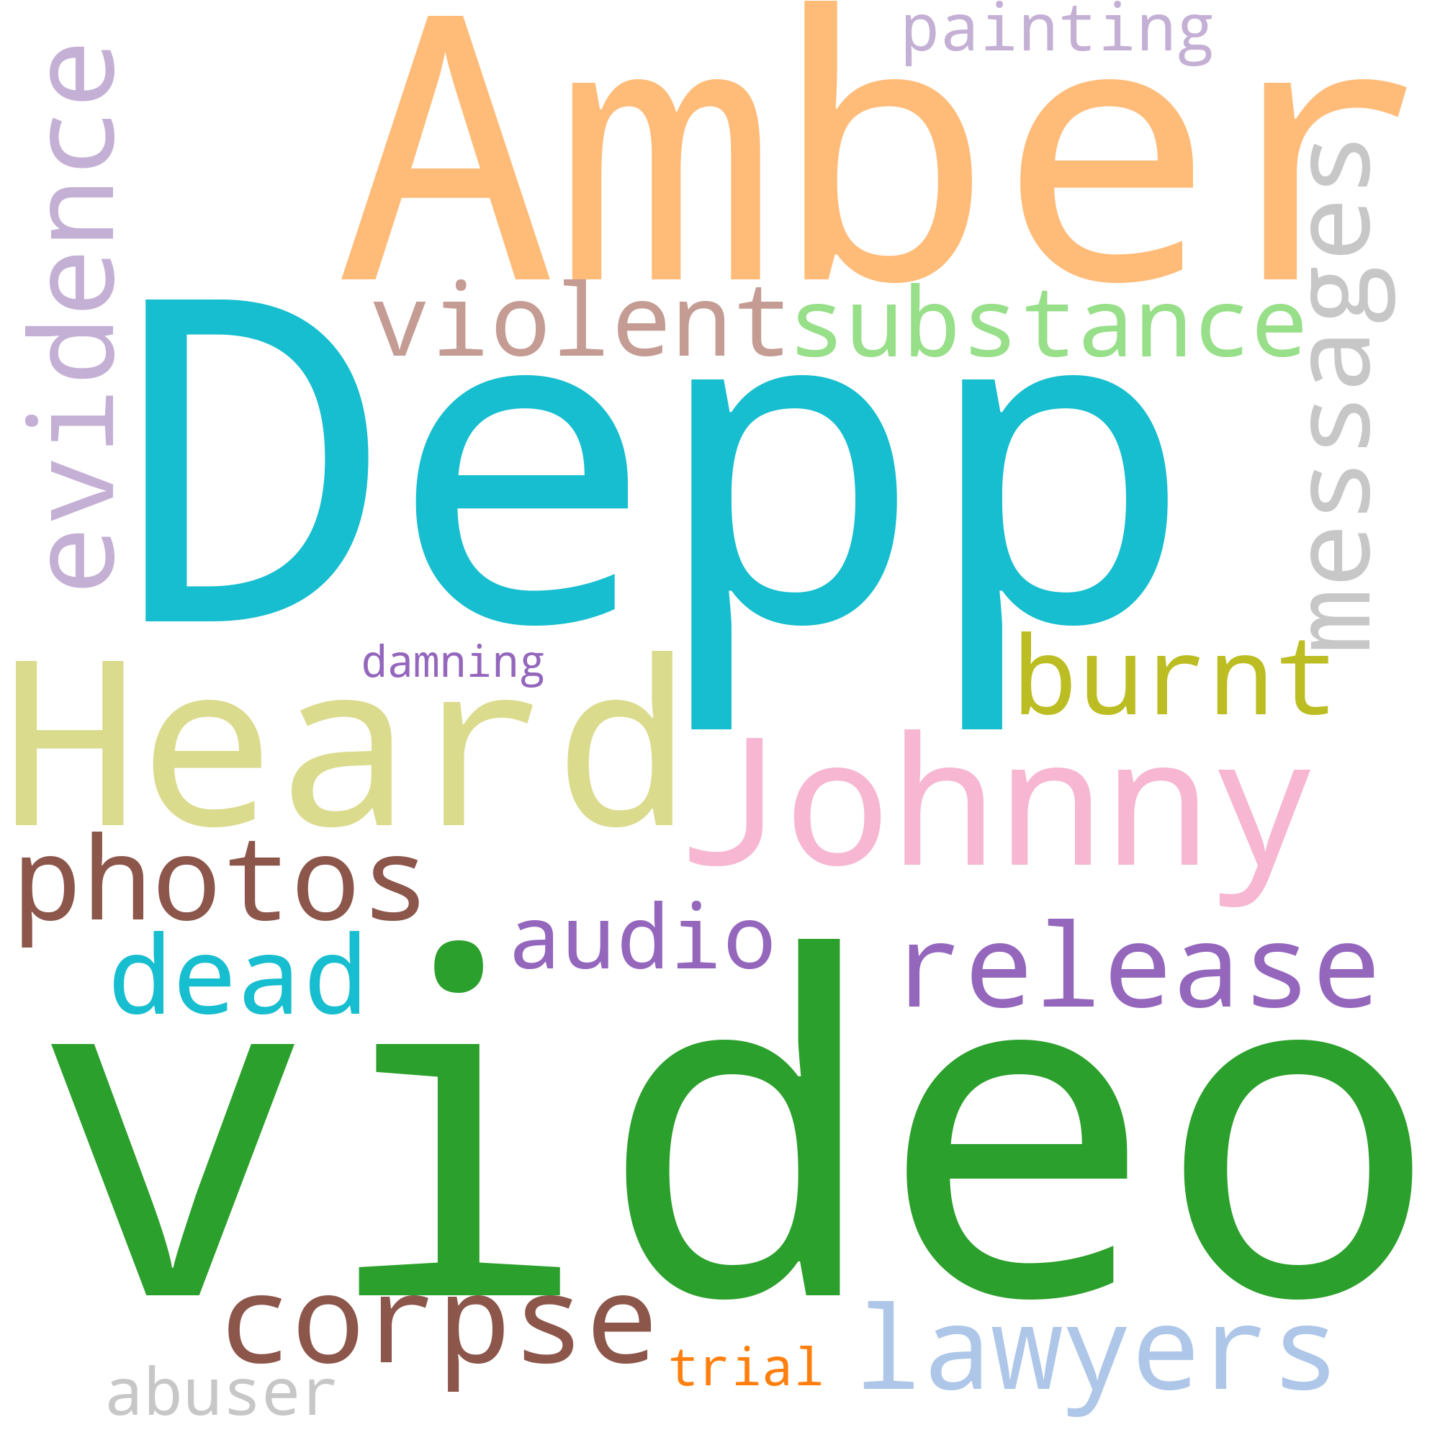 painting
Amber
evidence
messages
violent
substance
Depp
damning
burnt
Heard
Johnny
photos
audio
release
dead
video
corpse
lawyers
trial
abuser